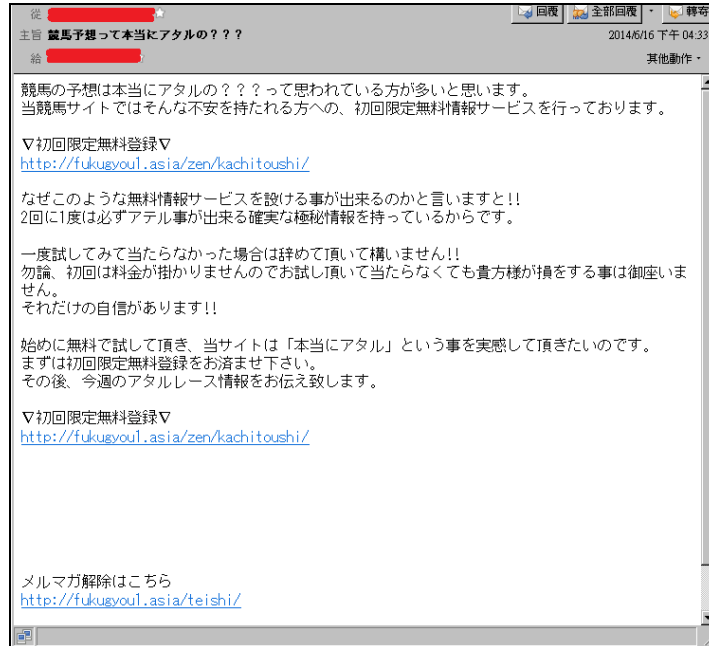 從
回覆 全部回覆 轉寄
主旨 競馬予想って本当にアタルの???
2014/6/16 下午 04:33
給
其他動作
競馬の予想は本当にアタルの???って思われている方が多いと思います。
当競馬サイトではそんな不安を持たれる方への、初回限定無料情報サービスを行っております。
▽初回限定無料登録▽
http://fukugyou1.asia/zen/kachitoushi/
なぜこのような無料情報サービスを設ける事が出来るのかと言いますと!!
2回に1度は必ずアテル事が出来る確実な極秘情報を持っているからです。
一度試してみて当たらなかった場合は辞めて頂いて構いません!!
勿論、初回は料金が掛かりませんのでお試し頂いて当たらなくても貴方様が損をする事は御座いま
せん。
それだけの自信があります!!
始めに無料で試して頂き、当サイトは「本当にアタル」という事を実感して頂きたいのです。
まずは初回限定無料登録をお済ませ下さい。
その後、今週のアタルレース情報をお伝え致します。
▽初回限定無料登録▽
http://fukugyou1.asia/zen/kachitoushi/
メルマガ解除はこちら
http://fukugyou1.asia/teishi/